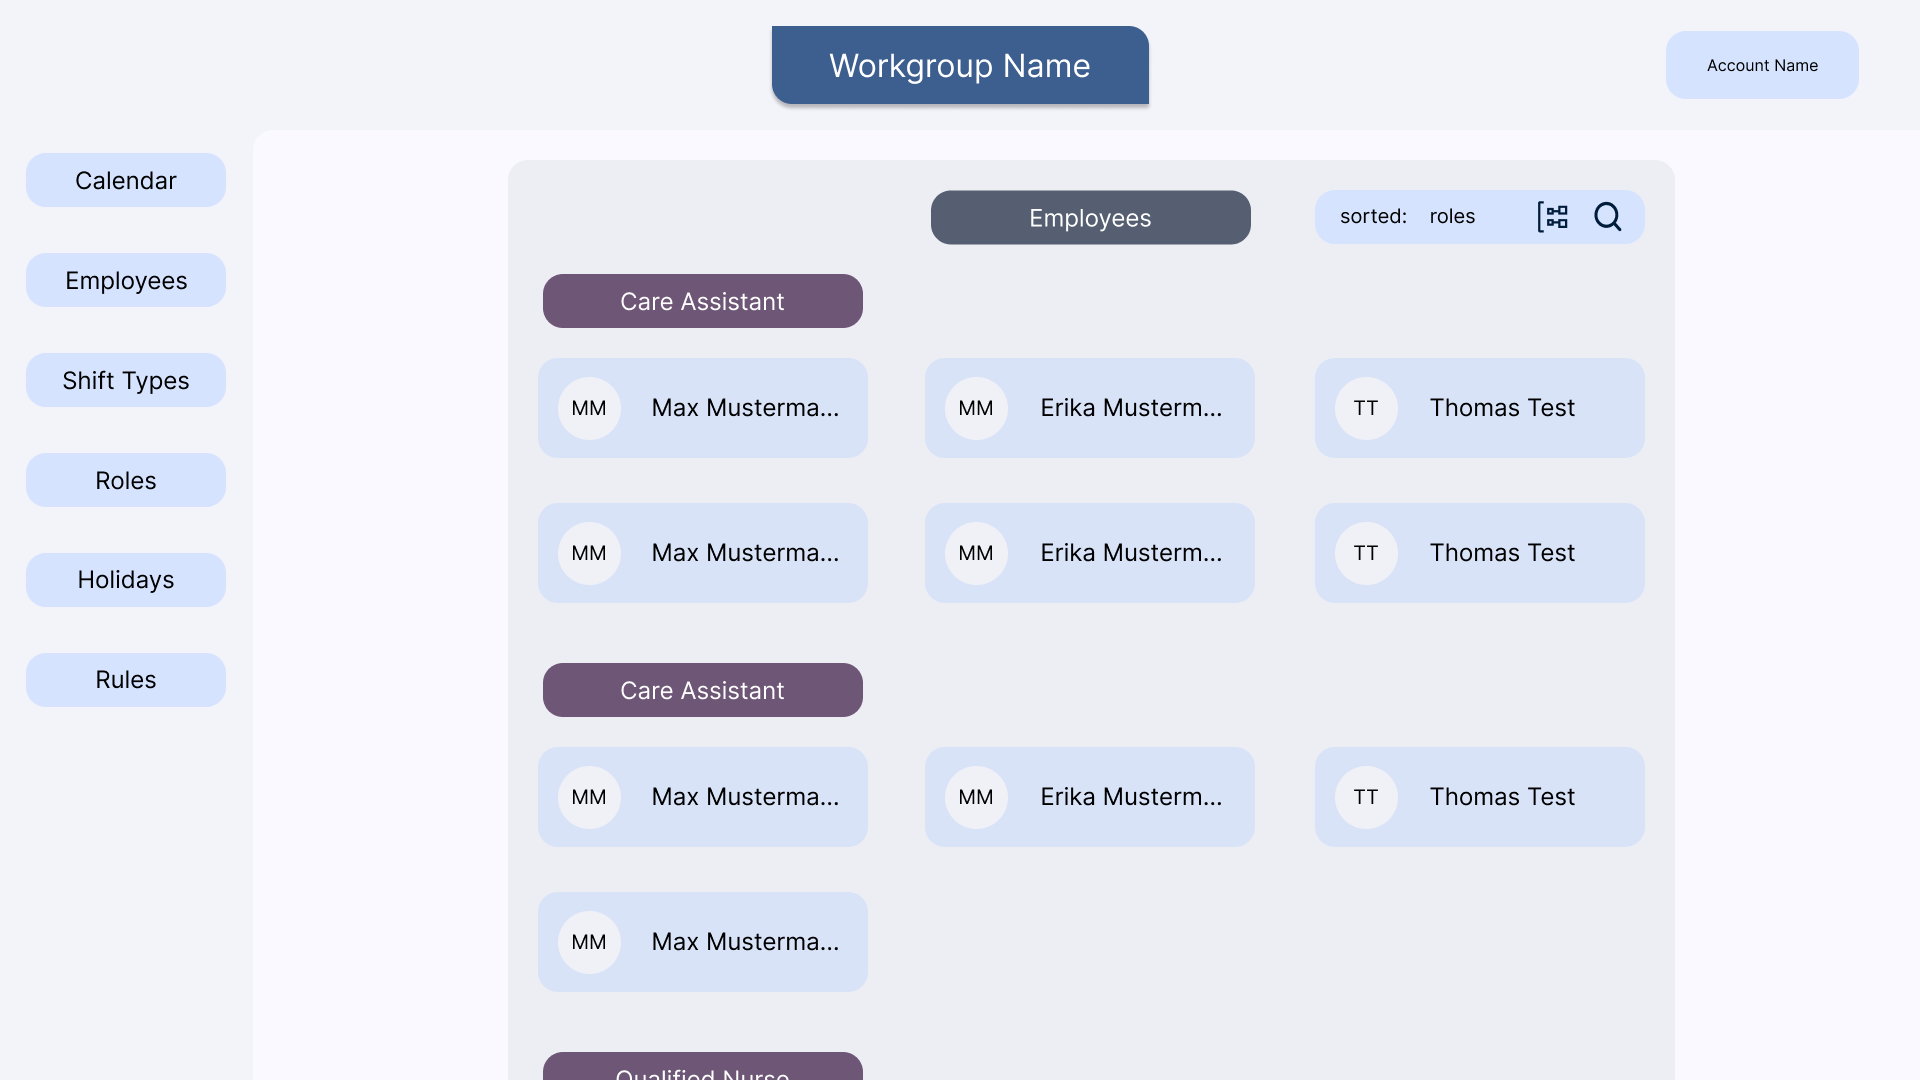 Workgroup Name
Account Name
Calendar
Employees
Shift Types
Roles
Holidays
Rules
Employees
sorted: roles
Care Assistant
MM Max Musterma...
MM Erika Musterm...
TT Thomas Test
MM Max Musterma...
MM Erika Musterm...
TT Thomas Test
Care Assistant
MM Max Musterma...
MM Erika Musterm...
TT Thomas Test
MM Max Musterma...
Qualified Nurse